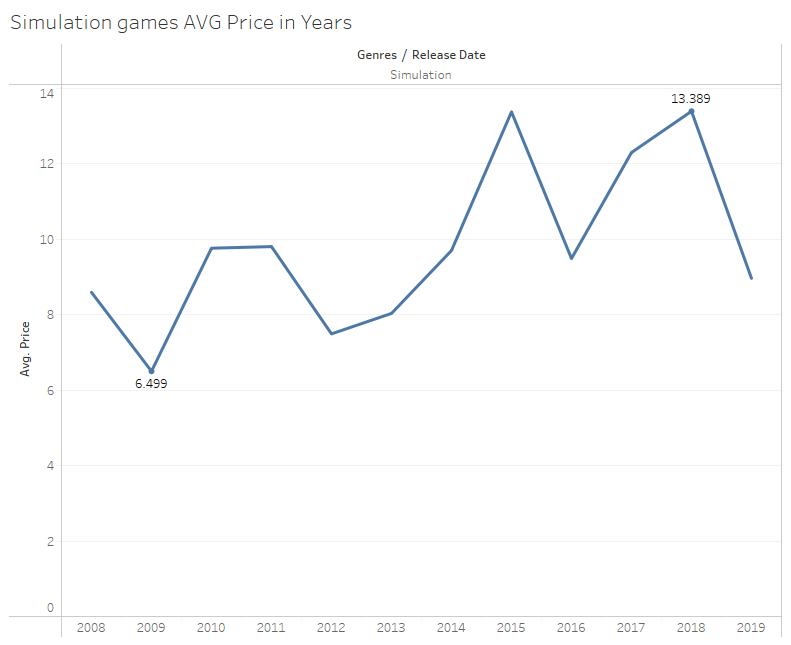 Simulation games AVG Price in Years
Genres / Release Date
Simulation
14
13.389
12
10
8
Avg. Price
6.499
6
4
2
0
2008 2009 2010 2011 2012 2013 2014 2015 2016 2017 2018 2019